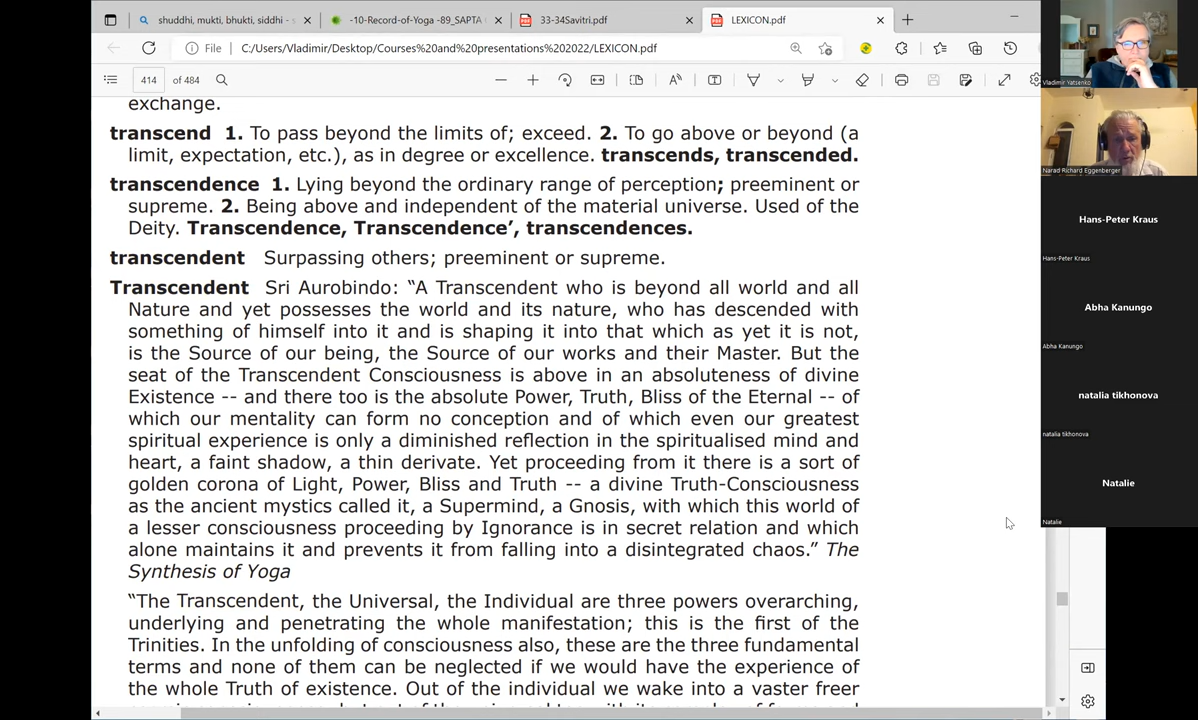 shuddhi, mukti, bhukti, siddhi - s
-10-Record-of-Yoga -89_SAPTA
33-34Savitri.pdf
LEXICON.pdf
File
C:/Users/Vladimir/Desktop/Courses%20and%20presentations%202022/LEXICON.pdf
414 of 484
exchange.
transcend 1. To pass beyond the limits of; exceed. 2. To go above or beyond (a
limit, expectation, etc.), as in degree or excellence. transcends, transcended.
transcendence 1. Lying beyond the ordinary range of perception; preeminent or
supreme. 2. Being above and independent of the material universe. Used of the
Deity. Transcendence, Transcendence’, transcendences.
transcendent Surpassing others; preeminent or supreme.
Transcendent Sri Aurobindo: “A Transcendent who is beyond all world and all
Nature and yet possesses the world and its nature, who has descended with
something of himself into it and is shaping it into that which as yet it is not,
is the Source of our being, the Source of our works and their Master. But the
seat of the Transcendent Consciousness is above in an absoluteness of divine
Existence -- and there too is the absolute Power, Truth, Bliss of the Eternal -- of
which our mentality can form no conception and of which even our greatest
spiritual experience is only a diminished reflection in the spiritualised mind and
heart, a faint shadow, a thin derivate. Yet proceeding from it there is a sort of
golden corona of Light, Power, Bliss and Truth -- a divine Truth-Consciousness
as the ancient mystics called it, a Supermind, a Gnosis, with which this world of
a lesser consciousness proceeding by Ignorance is in secret relation and which
alone maintains it and prevents it from falling into a disintegrated chaos.” The
Synthesis of Yoga
“The Transcendent, the Universal, the Individual are three powers overarching,
underlying and penetrating the whole manifestation; this is the first of the
Trinities. In the unfolding of consciousness also, these are the three fundamental
terms and none of them can be neglected if we would have the experience of
the whole Truth of existence. Out of the individual we wake into a vaster freer
Vladimir Yatsenko
Narad Richard Eggenberger
Hans-Peter Kraus
Hans-Peter Kraus
Abha Kanungo
Abha Kanungo
natalia tikhonova
natalia tikhonova
Natalie
Natalie